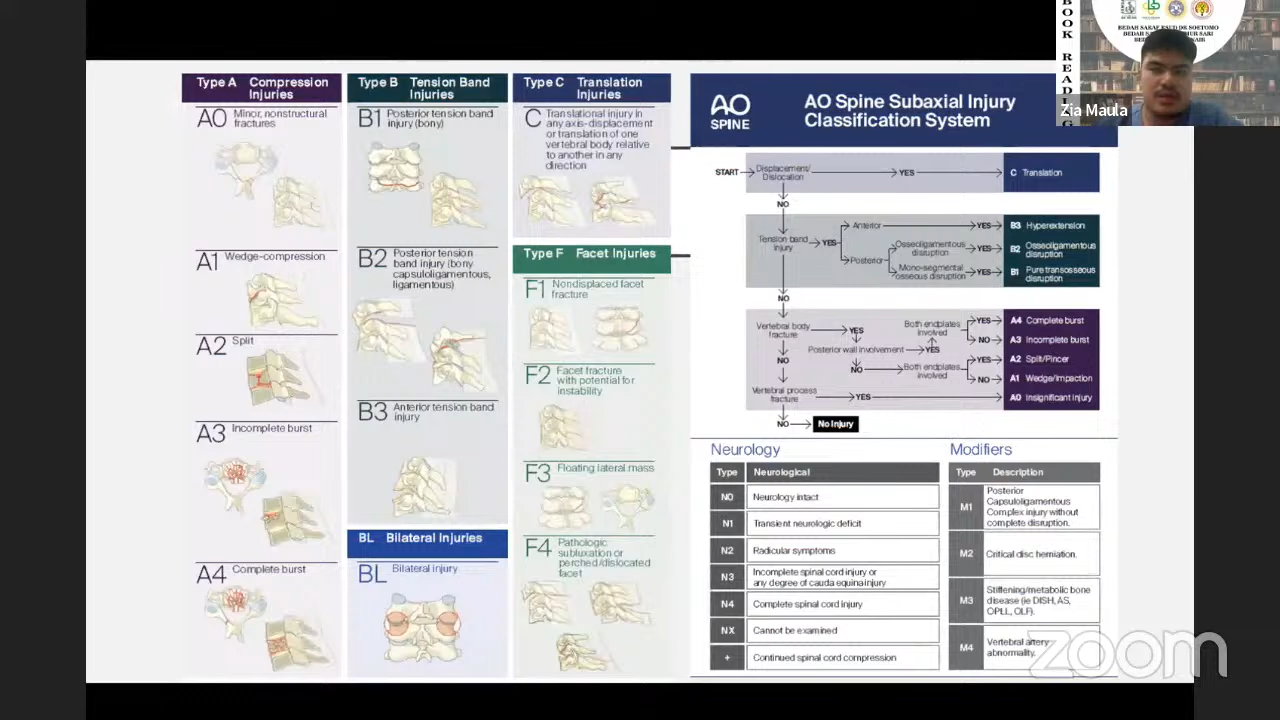 Type A Compression
Injuries
A0 Minor, nonstructural
fractures
A1 Wedge-compression
A2 Split
A3 Incomplete burst
A4 Complete burst
Type B Tension Band
Injuries
B1 Posterior tension band
injury (bony)
B2 Posterior tension
band injury (bony
capsuloligamentous,
ligamentous)
B3 Anterior tension band
injury
BL Bilateral Injuries
BL Bilateral injury
Type C Translation
Injuries
C Translational injury in
any axis-displacement
or translation of one
vertebral body relative
to another in any
direction
Type F Facet Injuries
F1 Nondisplaced facet
fracture
F2 Facet fracture
with potential for
instability
F3 Floating lateral mass
F4 Pathologic
subluxation or
perched/dislocated
facet
AO
SPINE
AO Spine Subaxial Injury
Classification System
START
Displacement/
Dislocation
YES
C Translation
NO
Tension band
injury
YES
Anterior
YES
B3 Hyperextension
Posterior
Osseoligamentous
disruption
YES
B2 Osseoligamentous
disruption
Mono-segmental
osseous disruption
YES
B1 Pure transosseous
disruption
NO
Vertebral body
fracture
YES
Posterior wall involvement
YES
Both endplates
involved
YES
A4 Complete burst
NO
A3 Incomplete burst
NO
Both endplates
involved
YES
A2 Split/Pincer
NO
A1 Wedge/Impaction
NO
Vertebral process
fracture
YES
A0 Insignificant injury
NO
No Injury
Neurology
Type Neurological
N0 Neurology intact
N1 Transient neurologic deficit
N2 Radicular symptoms
N3 Incomplete spinal cord injury or
any degree of cauda equina injury
N4 Complete spinal cord injury
NX Cannot be examined
+ Continued spinal cord compression
Modifiers
Type Description
M1 Posterior
Capsuloligamentous
Complex injury without
complete disruption.
M2 Critical disc herniation.
M3 Stiffening/metabolic bone
disease (ie DISH, AS,
OPLL, OLF).
M4 Vertebral artery
abnormality.
BOOK READING
Zia Maula
zoom